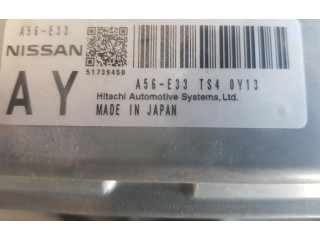 A56-E33
NISSAN
51739450
A56-E33 TS4 0Y13
AY
Hitachi Automotive Systems, Ltd.
MADE IN JAPAN